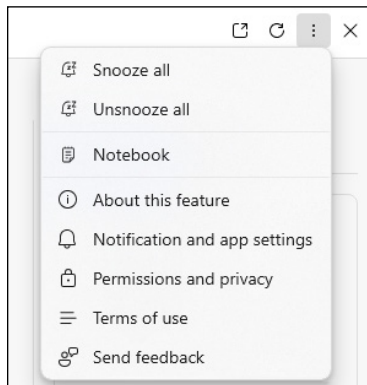 Snooze all
Unsnooze all
Notebook
About this feature
Notification and app settings
Permissions and privacy
Terms of use
Send feedback